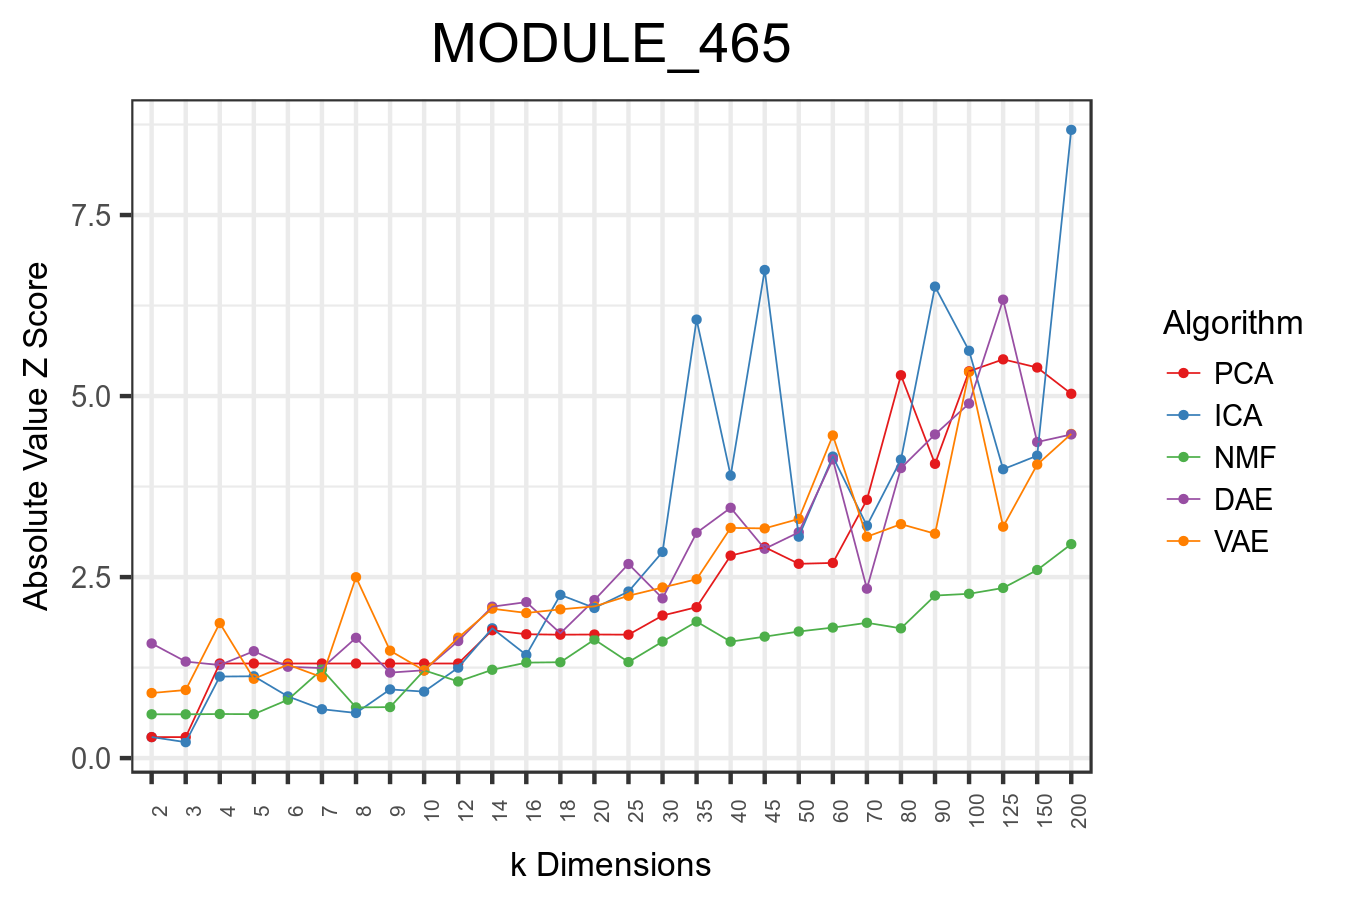 MODULE_465
Absolute Value Z Score
7.5
5.0
2.5
0.0
2 3 4 5 6 7 8 9 10 12 14 16 18 20 25 30 35 40 45 50 60 70 80 90 100 125 150 200
k Dimensions
Algorithm
PCA
ICA
NMF
DAE
VAE